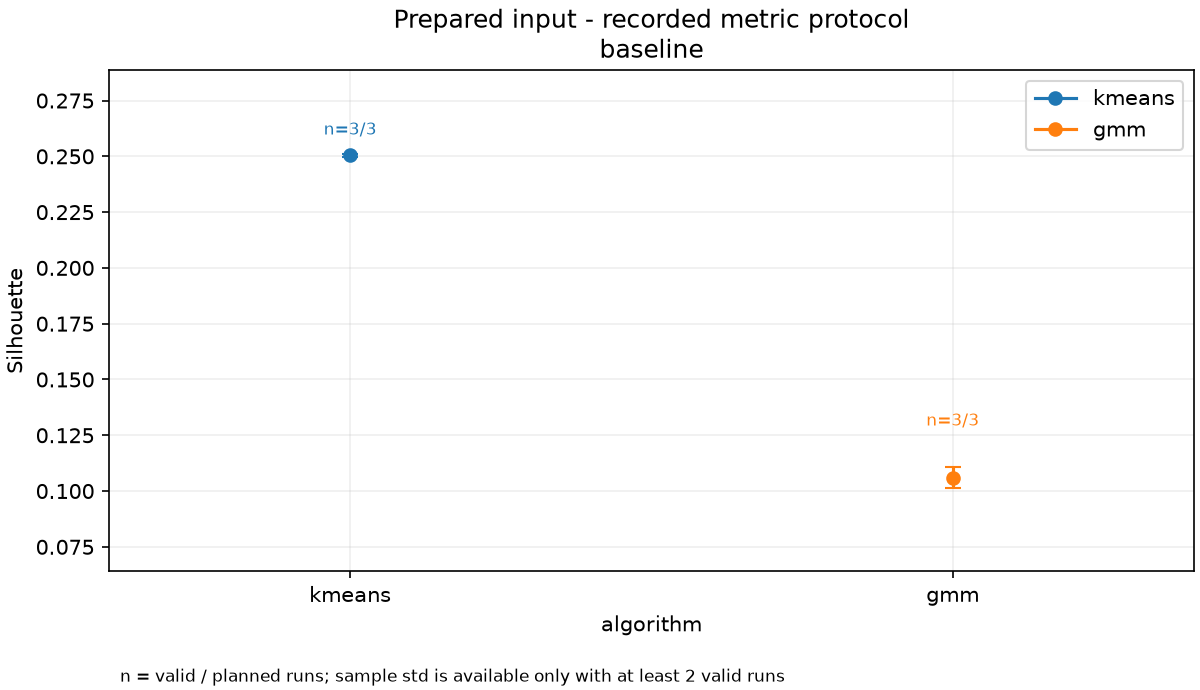 Prepared input - recorded metric protocol
baseline
kmeans
gmm
n=3/3
n=3/3
0.275
0.250
0.225
0.200
0.175
0.150
0.125
0.100
0.075
Silhouette
kmeans
gmm
algorithm
n = valid / planned runs; sample std is available only with at least 2 valid runs